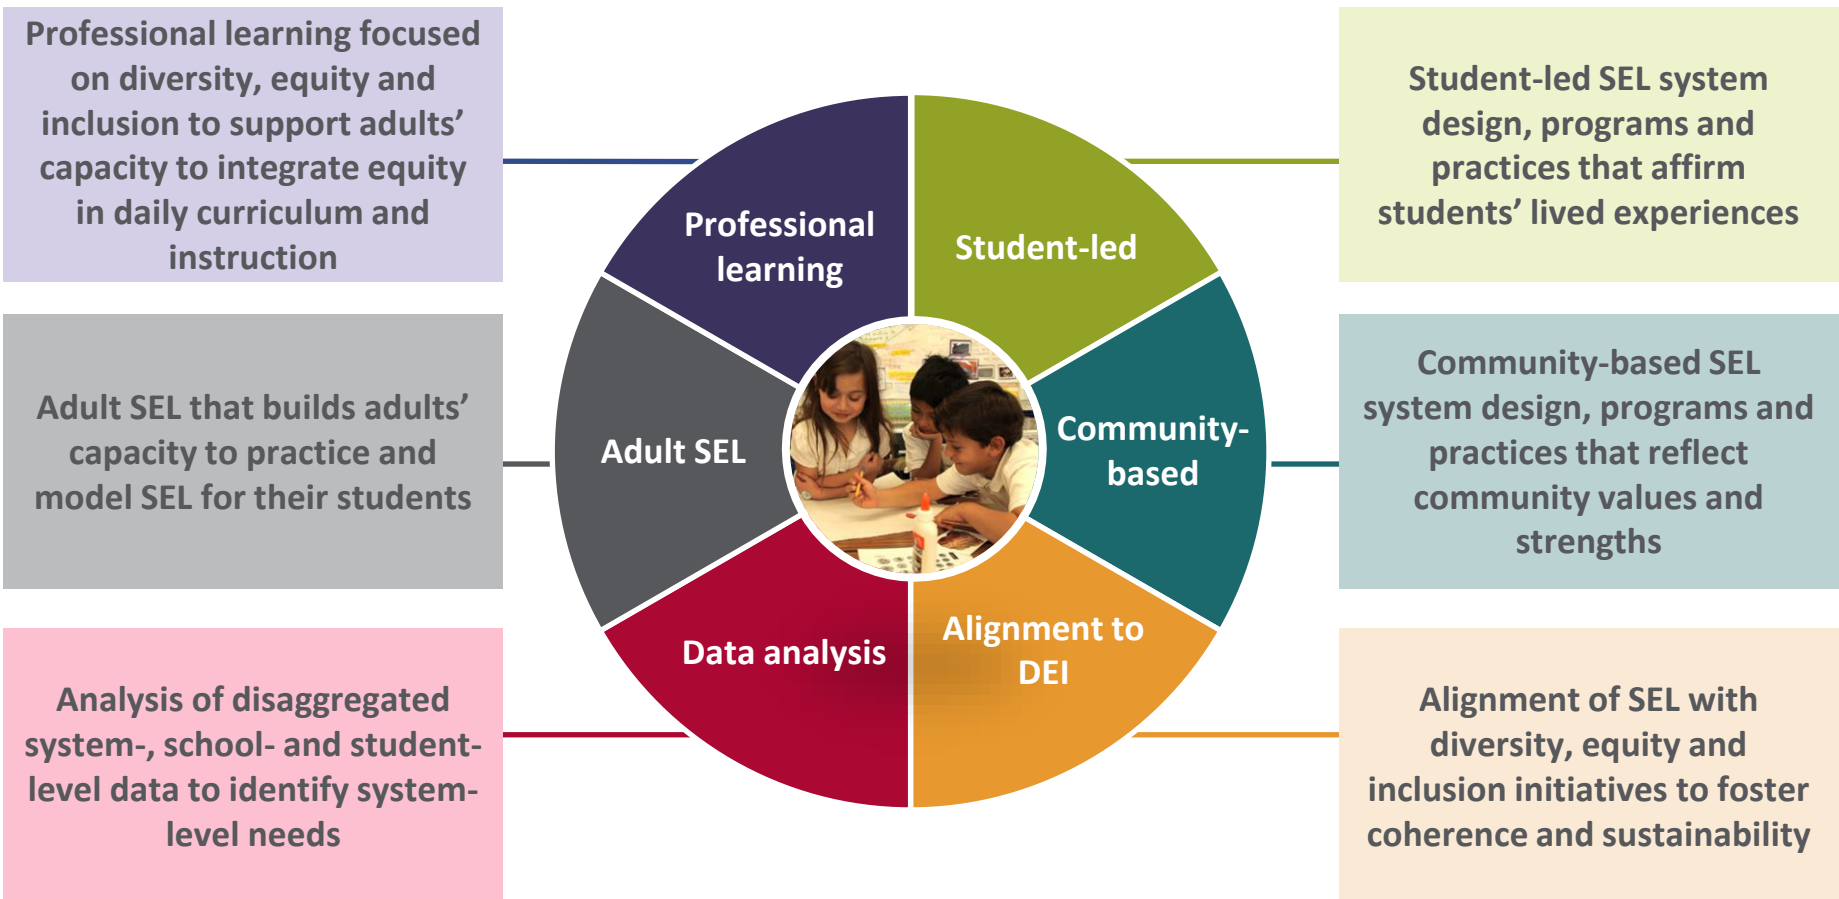 Professional learning focused
on diversity, equity and
inclusion to support adults’
capacity to integrate equity
in daily curriculum and
instruction
Adult SEL that builds adults’
capacity to practice and
model SEL for their students
Analysis of disaggregated
system-, school- and student-
level data to identify system-
level needs
Professional
learning
Student-led
Adult SEL
Community-
based
Data analysis
Alignment to
DEI
Student-led SEL system
design, programs and
practices that affirm
students’ lived experiences
Community-based SEL
system design, programs and
practices that reflect
community values and
strengths
Alignment of SEL with
diversity, equity and
inclusion initiatives to foster
coherence and sustainability